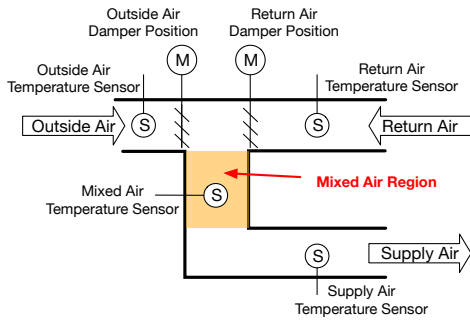 Outside Air
Damper Position
Return Air
Damper Position
M
M
Outside Air
Temperature Sensor
Return Air
Temperature Sensor
Outside Air
S
S
Return Air
Mixed Air Region
Mixed Air
Temperature Sensor
S
S
Supply Air
Supply Air
Temperature Sensor